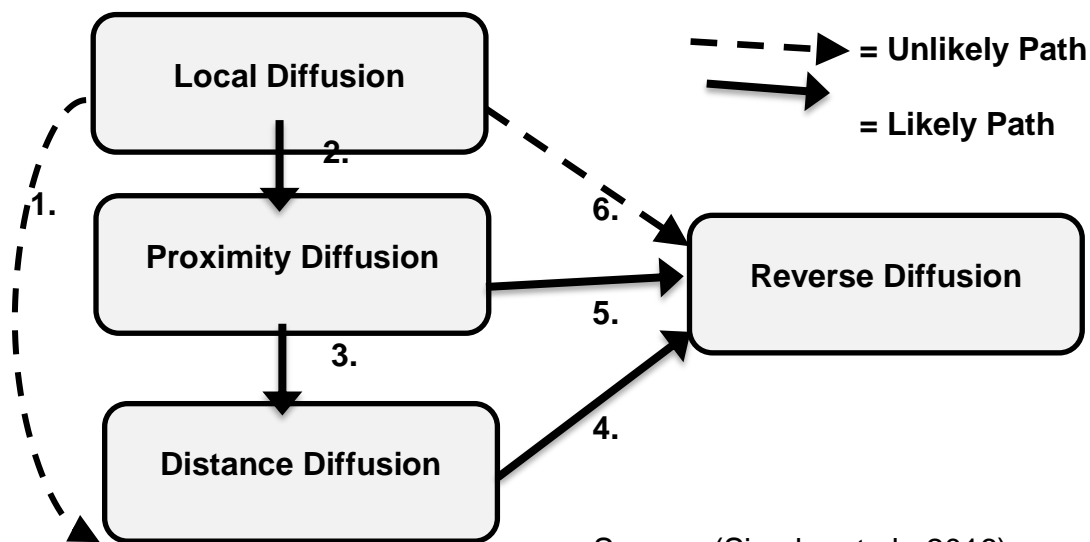 Local Diffusion
= Unlikely Path
= Likely Path
2.
1.
6.
Proximity Diffusion
Reverse Diffusion
5.
3.
4.
Distance Diffusion